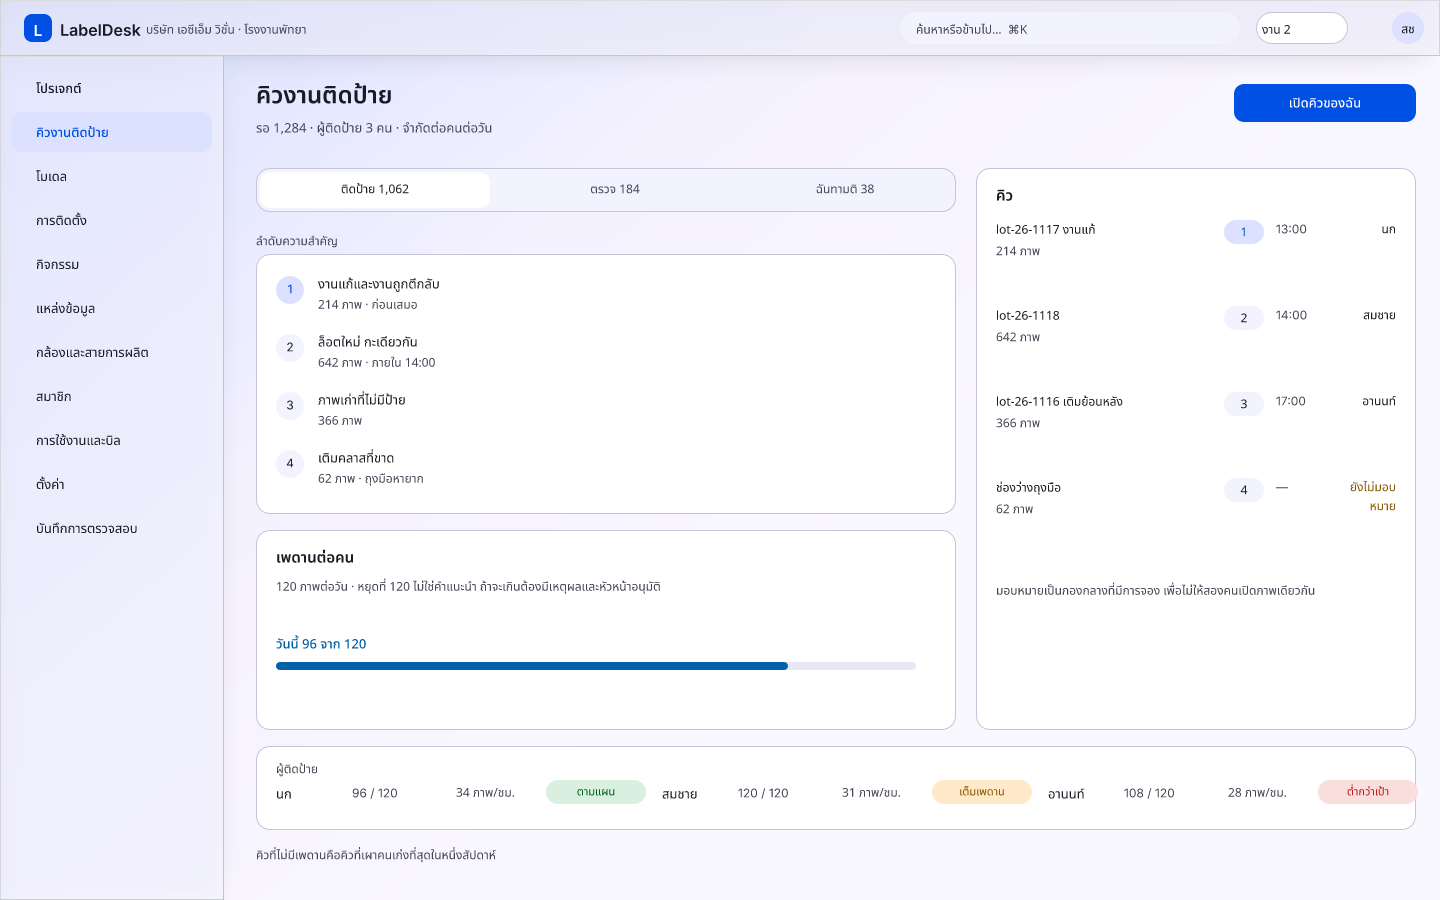 L LabelDesk บริษัท เอซีเอ็ม วิชั่น · โรงงานพัทยา
ค้นหาหรือข้ามไป… ⌘K
งาน 2
สช
โปรเจกต์
คิวงานติดป้าย
โมเดล
การติดตั้ง
กิจกรรม
แหล่งข้อมูล
กล้องและสายการผลิต
สมาชิก
การใช้งานและบิล
ตั้งค่า
บันทึกการตรวจสอบ
คิวงานติดป้าย
รอ 1,284 · ผู้ติดป้าย 3 คน · จำกัดต่อคนต่อวัน
เปิดคิวของฉัน
ติดป้าย 1,062
ตรวจ 184
ฉันทามติ 38
ลำดับความสำคัญ
1 งานแก้และงานถูกตีกลับ
214 ภาพ · ก่อนเสมอ
2 ล็อตใหม่ กะเดียวกัน
642 ภาพ · ภายใน 14:00
3 ภาพเก่าที่ไม่มีป้าย
366 ภาพ
4 เติมคลาสที่ขาด
62 ภาพ · ถุงมือหายาก
เพดานต่อคน
120 ภาพต่อวัน · หยุดที่ 120 ไม่ใช่คำแนะนำ ถ้าจะเกินต้องมีเหตุผลและหัวหน้าอนุมัติ
วันนี้ 96 จาก 120
คิว
lot-26-1117 งานแก้ 1 13:00 นก
214 ภาพ
lot-26-1118 2 14:00 สมชาย
642 ภาพ
lot-26-1116 เติมย้อนหลัง 3 17:00 อานนท์
366 ภาพ
ช่องว่างถุงมือ 4 — ยังไม่มอบ
หมาย
62 ภาพ
มอบหมายเป็นกองกลางที่มีการจอง เพื่อไม่ให้สองคนเปิดภาพเดียวกัน
ผู้ติดป้าย
นก 96 / 120 34 ภาพ/ชม. ตามแผน สมชาย 120 / 120 31 ภาพ/ชม. เต็มเพดาน อานนท์ 108 / 120 28 ภาพ/ชม. ต่ำกว่าเป้า
คิวที่ไม่มีเพดานคือคิวที่เผาคนเก่งที่สุดในหนึ่งสัปดาห์